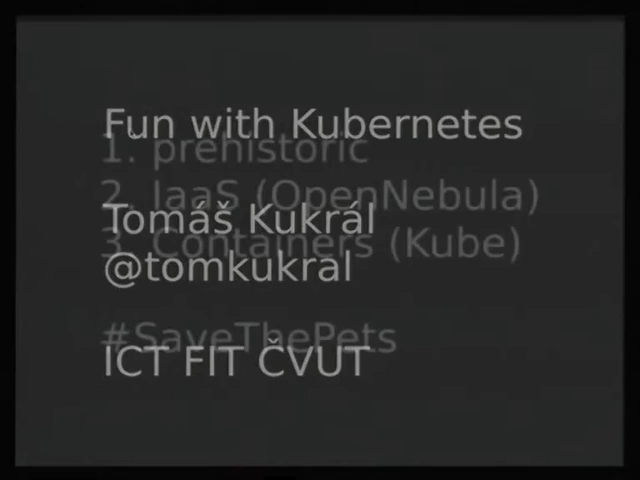 Fun with Kubernetes
1. prehistoric
2. IaaS (OpenNebula)
Tomáš Kukrál
3. Containers (Kube)
@tomkukral
#SaveThePets
ICT FIT ČVUT